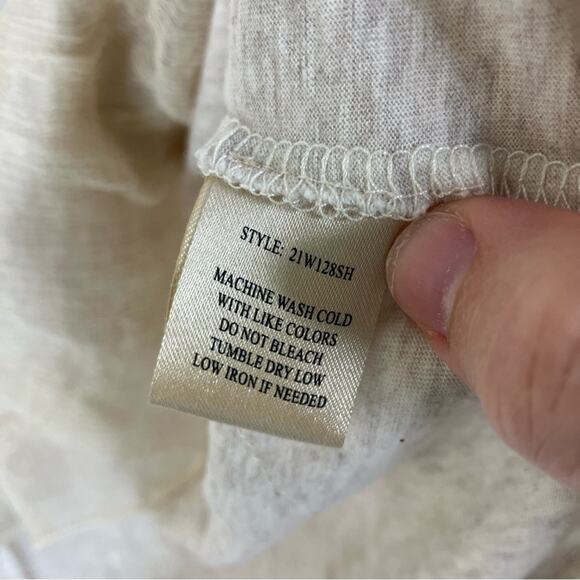 STYLE: 21W128SH
MACHINE WASH COLD
WITH LIKE COLORS
DO NOT BLEACH
TUMBLE DRY LOW
LOW IRON IF NEEDED